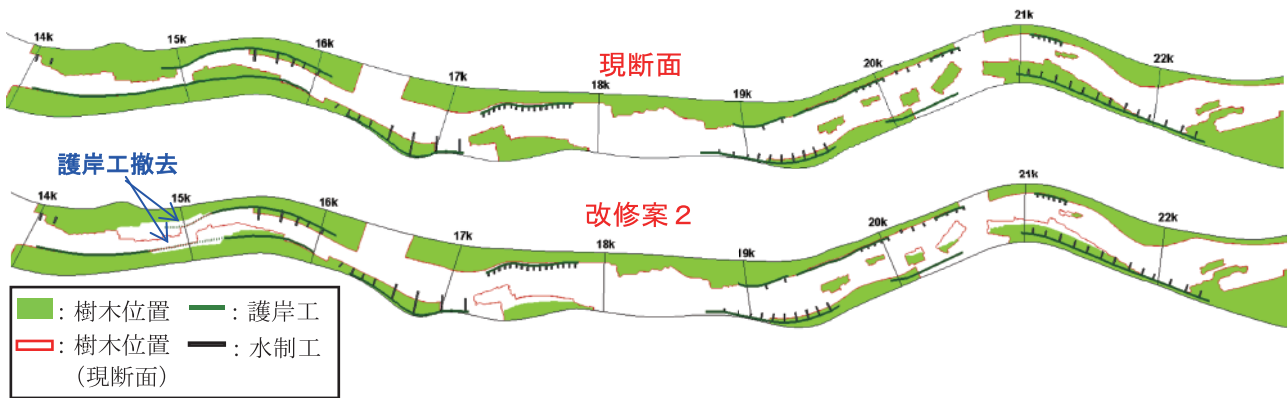 14k
15k
16k
17k
18k
19k
20k
21k
22k
現断面
護岸工撤去
14k
15k
16k
17k
18k
19k
20k
21k
22k
改修案2
:樹木位置
:護岸工
:樹木位置
(現断面)
:水制工